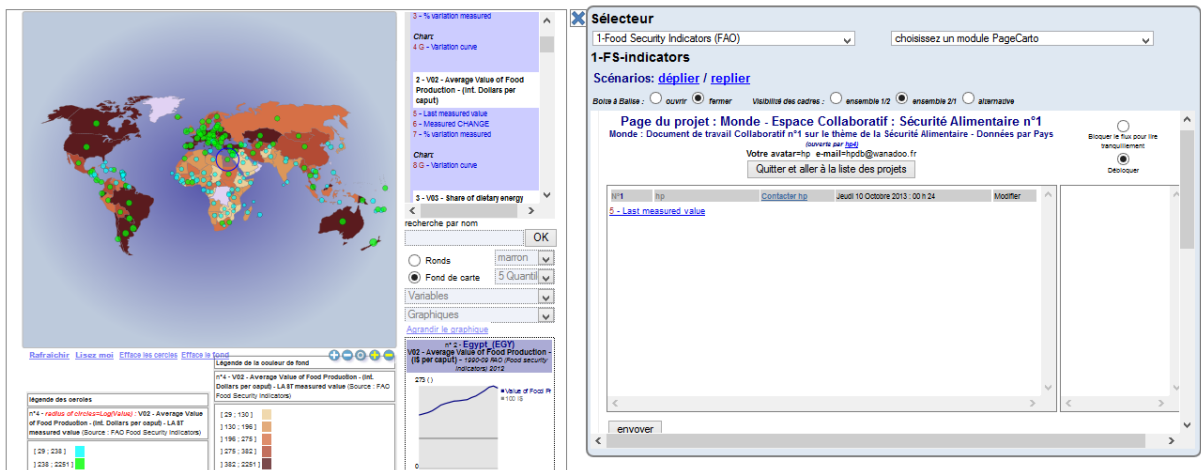 3 - % variation measured
Chart:
4 G - Variation curve
2 - V02 - Average Value of Food
Production - (Int. Dollars per
caput)
5 - Last measured value
6 - Measured CHANGE
7 - % variation measured
Chart:
8 G - Variation curve
3 - V03 - Share of dietary energy
recherche par nom
OK
Ronds
marron
Fond de carte
5 Quantil
Variables
Graphiques
Agrandir le graphique
n° 2 - Egypt_(EGY)
V02 - Average Value of Food Production -
(I$ per caput) - 1990-09 FAO (Food security
indicators) 2012
273 ( )
Value of Food Pr
100 I$
0
Rafraîchir Lisez moi Efface les cercles Efface le fond
Légende de la couleur de fond
n°4 - V02 - Average Value of Food Production - (Int.
Dollars per caput) - LAST measured value (Source : FAO
Food Security Indicators)
[ 29 ; 130 ]
] 130 ; 196 ]
] 196 ; 275 ]
] 275 ; 382 ]
] 382 ; 2251 ]
légende des cercles
n°4 - radius of circles=Log(Value) : V02 - Average Value
of Food Production - (Int. Dollars per caput) - LAST
measured value (Source : FAO Food Security Indicators)
[ 29 ; 238 ]
] 238 ; 2251 ]
Sélecteur
1-Food Security Indicators (FAO)
choisissez un module PageCarto
1-FS-indicators
Scénarios: déplier / replier
Boite à Balise : ouvrir fermer Visibilité des cadres : ensemble 1/2 ensemble 2/1 alternative
Page du projet : Monde - Espace Collaboratif : Sécurité Alimentaire n°1
Monde : Document de travail Collaboratif n°1 sur le thème de la Sécurité Alimentaire - Données par Pays
(ouverte par hp4)
Votre avatar=hp e-mail=hpdb@wanadoo.fr
Quitter et aller à la liste des projets
Bloquer le flux pour lire
tranquillement
Débloquer
N°1 hp Contacter hp Jeudi 10 Octobre 2013 : 00 h 24 Modifier
5 - Last measured value
envoyer